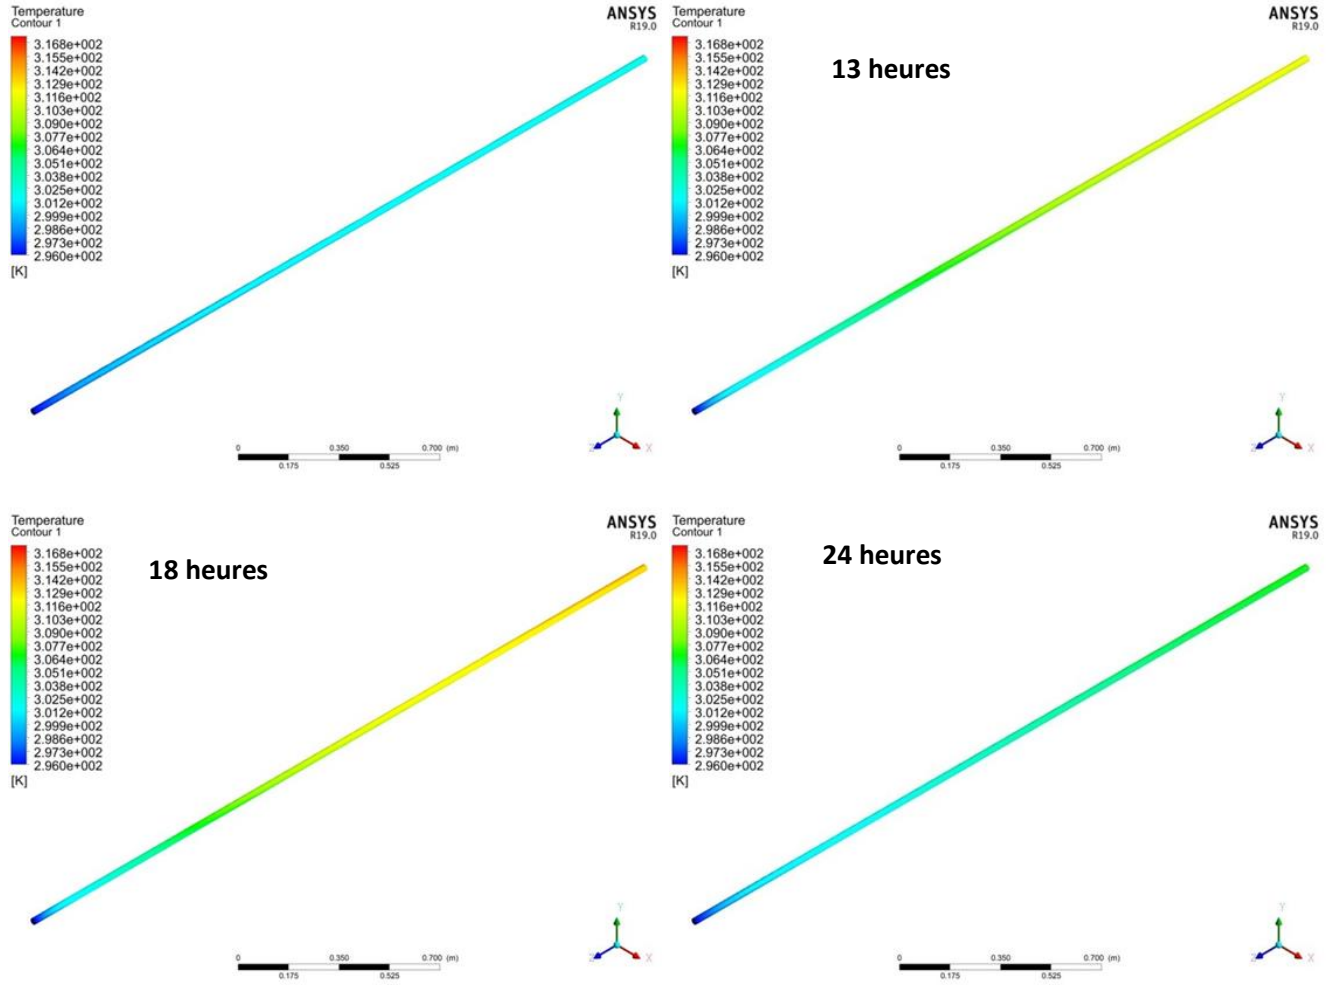 Temperature
Contour 1
ANSYS
R19.0
3.168e+002
3.155e+002
3.142e+002
3.129e+002
3.116e+002
3.103e+002
3.090e+002
3.077e+002
3.064e+002
3.051e+002
3.038e+002
3.025e+002
3.012e+002
2.999e+002
2.986e+002
2.973e+002
2.960e+002
[K]
Y
Z
X
0
0.350
0.700 (m)
0.175
0.525
Temperature
Contour 1
ANSYS
R19.0
13 heures
3.168e+002
3.155e+002
3.142e+002
3.129e+002
3.116e+002
3.103e+002
3.090e+002
3.077e+002
3.064e+002
3.051e+002
3.038e+002
3.025e+002
3.012e+002
2.999e+002
2.986e+002
2.973e+002
2.960e+002
[K]
Y
Z
X
0
0.350
0.700 (m)
0.175
0.525
Temperature
Contour 1
ANSYS
R19.0
18 heures
3.168e+002
3.155e+002
3.142e+002
3.129e+002
3.116e+002
3.103e+002
3.090e+002
3.077e+002
3.064e+002
3.051e+002
3.038e+002
3.025e+002
3.012e+002
2.999e+002
2.986e+002
2.973e+002
2.960e+002
[K]
Y
Z
X
0
0.350
0.700 (m)
0.175
0.525
Temperature
Contour 1
ANSYS
R19.0
24 heures
3.168e+002
3.155e+002
3.142e+002
3.129e+002
3.116e+002
3.103e+002
3.090e+002
3.077e+002
3.064e+002
3.051e+002
3.038e+002
3.025e+002
3.012e+002
2.999e+002
2.986e+002
2.973e+002
2.960e+002
[K]
Y
Z
X
0
0.350
0.700 (m)
0.175
0.525